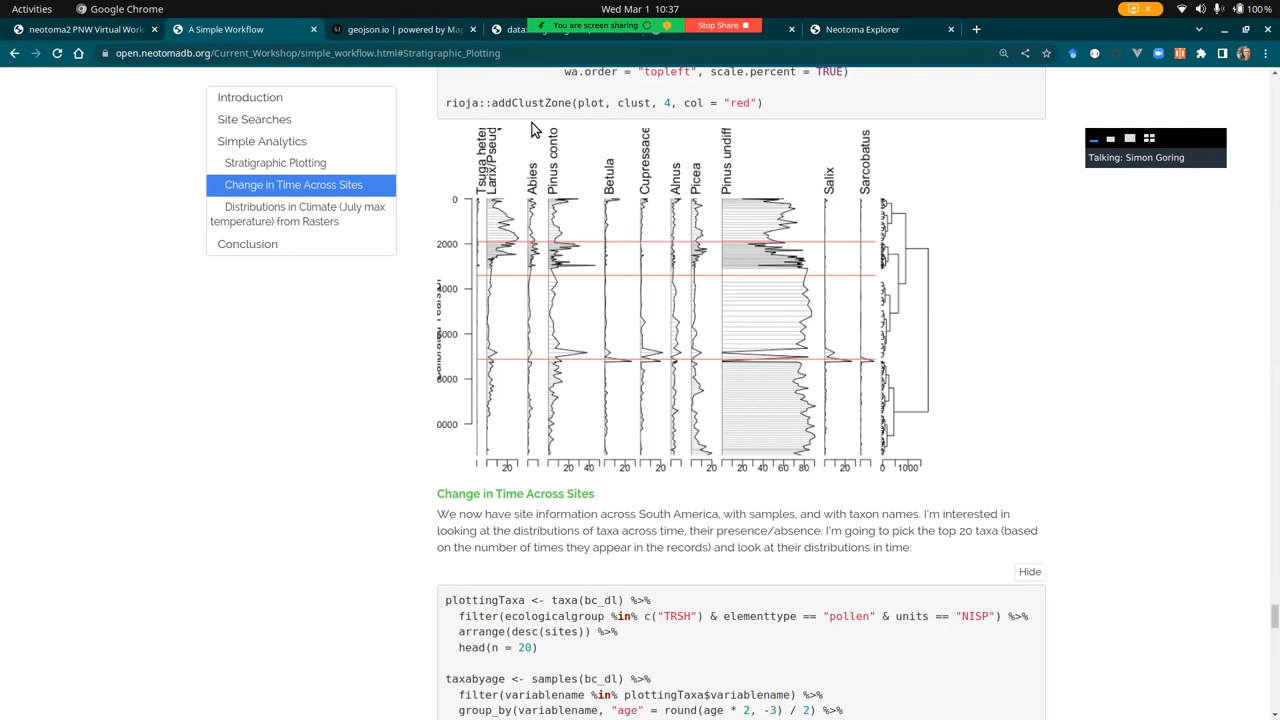 Activities
Google Chrome
Wed Mar 1 10:37
100 %
You are screen sharing
Stop Share
neotoma2 PNW Virtual Work
A Simple Workflow
geojson.io | powered by Ma
data:
Neotoma Explorer
open.neotomadb.org/Current_Workshop/simple_workflow.html#Stratigraphic_Plotting
Introduction
Site Searches
Simple Analytics
Stratigraphic Plotting
Change in Time Across Sites
Distributions in Climate (July max
temperature) from Rasters
Conclusion
wa.order = "topleft", scale.percent = TRUE)
rioja::addClustZone(plot, clust, 4, col = "red")
Talking: Simon Goring
Tsuga heter
Larix/Pseud
Abies
Pinus conto
Betula
Cupressace
Alnus
Picea
Pinus undiff
Salix
Sarcobatus
0
2000
4000
6000
8000
0000
20
20 40
20
20
20
20 40 60 80
20
0 1000
Change in Time Across Sites
We now have site information across South America, with samples, and with taxon names. I'm interested in
looking at the distributions of taxa across time, their presence/absence. I'm going to pick the top 20 taxa (based
on the number of times they appear in the records) and look at their distributions in time:
Hide
plottingTaxa <- taxa(bc_dl) %>%
filter(ecologicalgroup %in% c("TRSH") & elementtype == "pollen" & units == "NISP") %>%
arrange(desc(sites)) %>%
head(n = 20)
taxabyage <- samples(bc_dl) %>%
filter(variablename %in% plottingTaxa$variablename) %>%
group_by(variablename, "age" = round(age * 2, -3) / 2) %>%